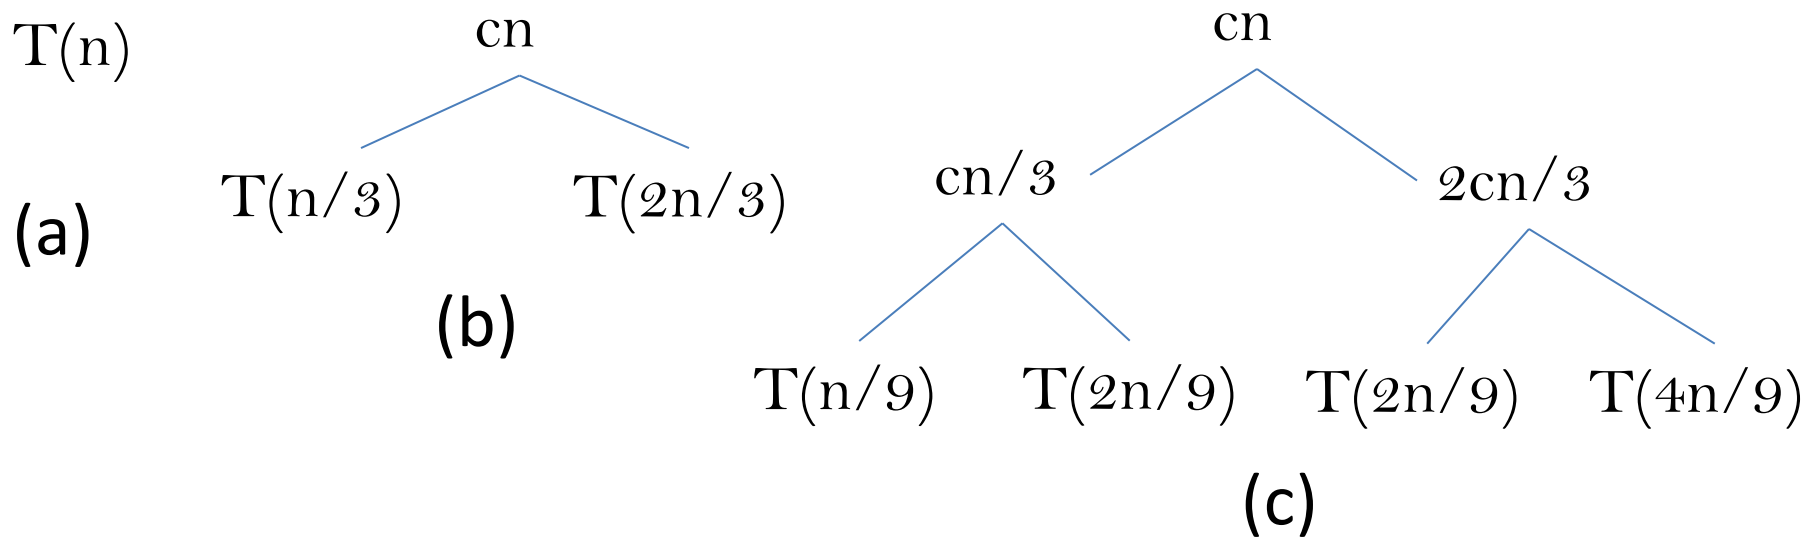 T(n)
cn
T(n/3) T(2n/3)
(a)
(b)
cn
cn/3 2cn/3
T(n/9) T(2n/9) T(2n/9) T(4n/9)
(c)